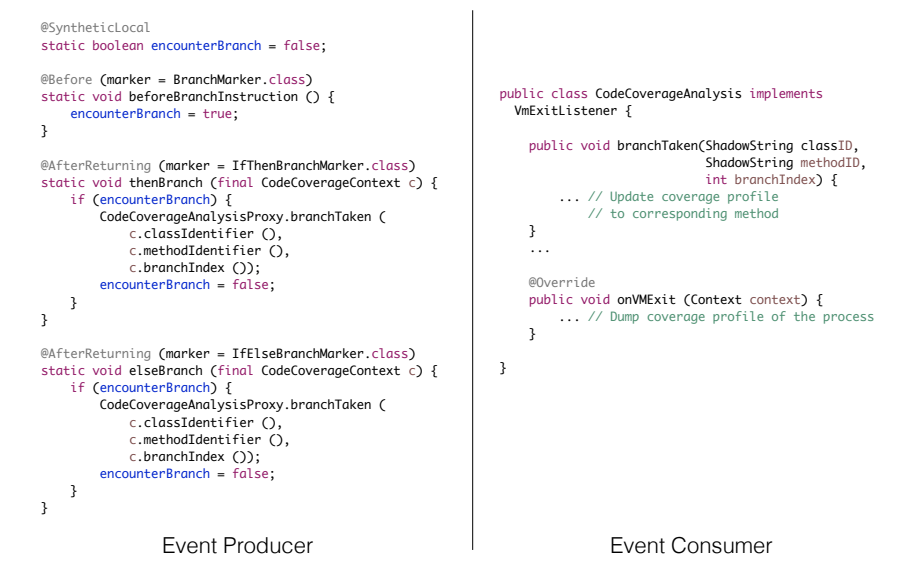 @SyntheticLocal
static boolean encounterBranch = false;

@Before (marker = BranchMarker.class)
static void beforeBranchInstruction () {
    encounterBranch = true;
}

@AfterReturning (marker = IfThenBranchMarker.class)
static void thenBranch (final CodeCoverageContext c) {
    if (encounterBranch) {
        CodeCoverageAnalysisProxy.branchTaken (
            c.classIdentifier (),
            c.methodIdentifier (),
            c.branchIndex ());
        encounterBranch = false;
    }
}

@AfterReturning (marker = IfElseBranchMarker.class)
static void elseBranch (final CodeCoverageContext c) {
    if (encounterBranch) {
        CodeCoverageAnalysisProxy.branchTaken (
            c.classIdentifier (),
            c.methodIdentifier (),
            c.branchIndex ());
        encounterBranch = false;
    }
}

Event Producer

public class CodeCoverageAnalysis implements
  VmExitListener {

    public void branchTaken(ShadowString classID,
                            ShadowString methodID,
                            int branchIndex) {
        ... // Update coverage profile
            // to corresponding method
    }
    ...

    @Override
    public void onVMExit (Context context) {
        ... // Dump coverage profile of the process
    }

}

Event Consumer